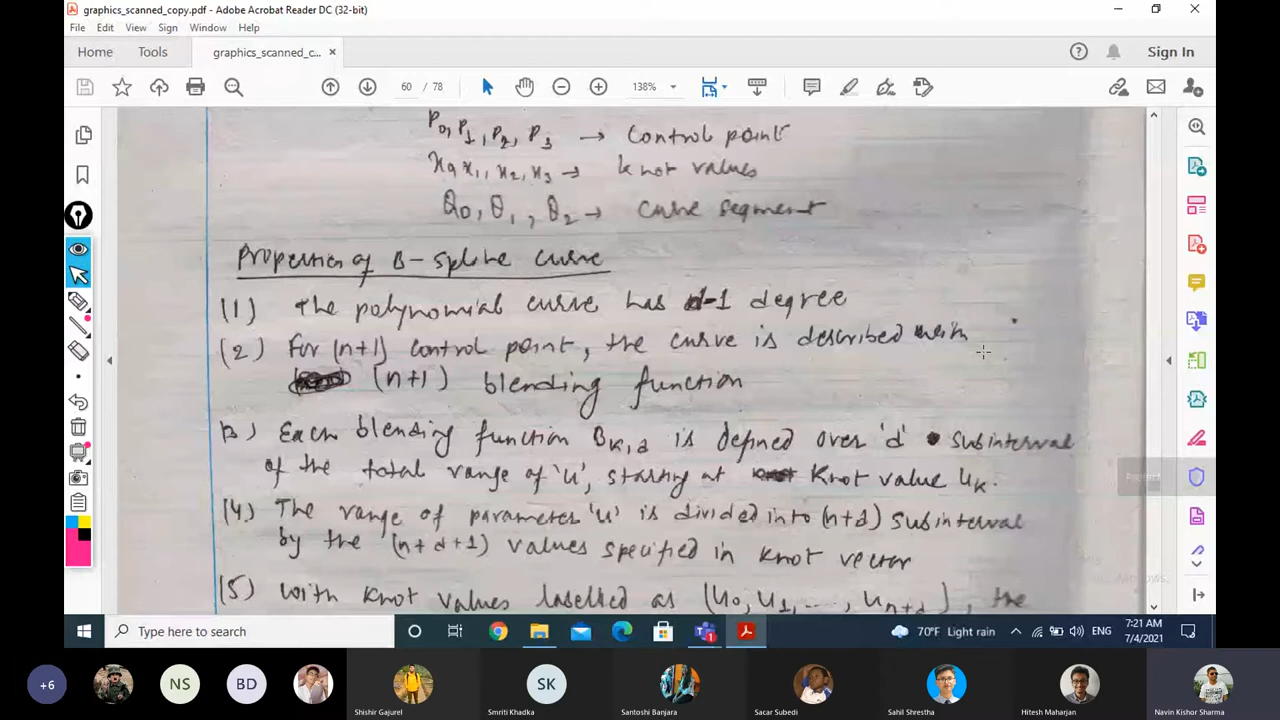 graphics_scanned_copy.pdf - Adobe Acrobat Reader DC (32-bit)
File Edit View Sign Window Help
Home Tools graphics_scanned_c... Sign In
60 / 78 138%
P0, P1, P2, P3 → Control point
x0, x1, x2, x3 → knot values
Q0, Q1, Q2 → curve segment
Properties of B-spline curve
(1) The polynomial curve has d-1 degree
(2) For (n+1) control point, the curve is described with
(n+1) blending function
(3) Each blending function Bk,d is defined over 'd' subinterval
of the total range of 'u', starting at Knot value uk.
(4) The range of parameter 'u' is divided into (n+d) subinterval
by the (n+d+1) values specified in knot vector
(5) With knot values labelled as (u0, u1, ..., un+d), the
Type here to search
70°F Light rain ENG 7:21 AM
7/4/2021
+6 NS BD Shishir Gajurel SK Smriti Khadka Santoshi Banjara Sacar Subedi Sahil Shrestha Hitesh Maharjan Navin Kishor Sharma